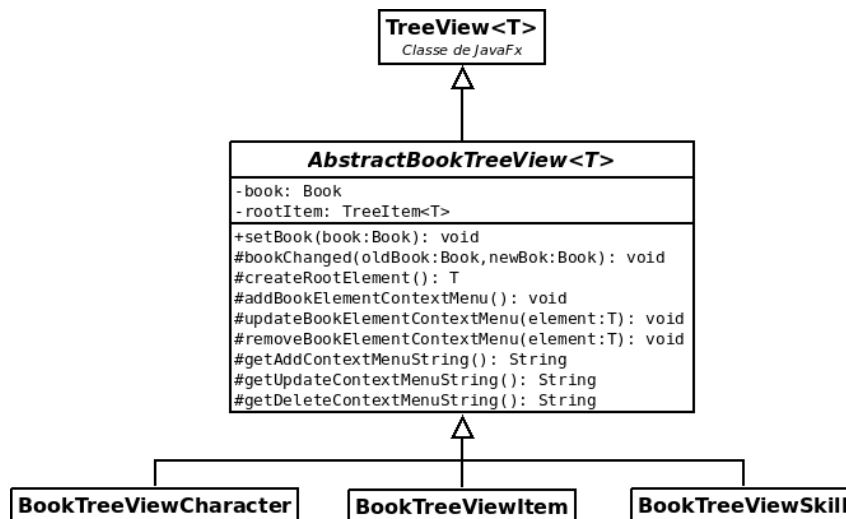 TreeView<T>
Classe de JavaFx
AbstractBookTreeView<T>
-book: Book
-rootItem: TreeItem<T>
+setBook(book:Book): void
#bookChanged(oldBook:Book,newBok:Book): void
#createRootElement(): T
#addBookElementContextMenu(): void
#updateBookElementContextMenu(element:T): void
#removeBookElementContextMenu(element:T): void
#getAddContextMenuString(): String
#getUpdateContextMenuString(): String
#getDeleteContextMenuString(): String
BookTreeViewCharacter
BookTreeViewItem
BookTreeViewSkill